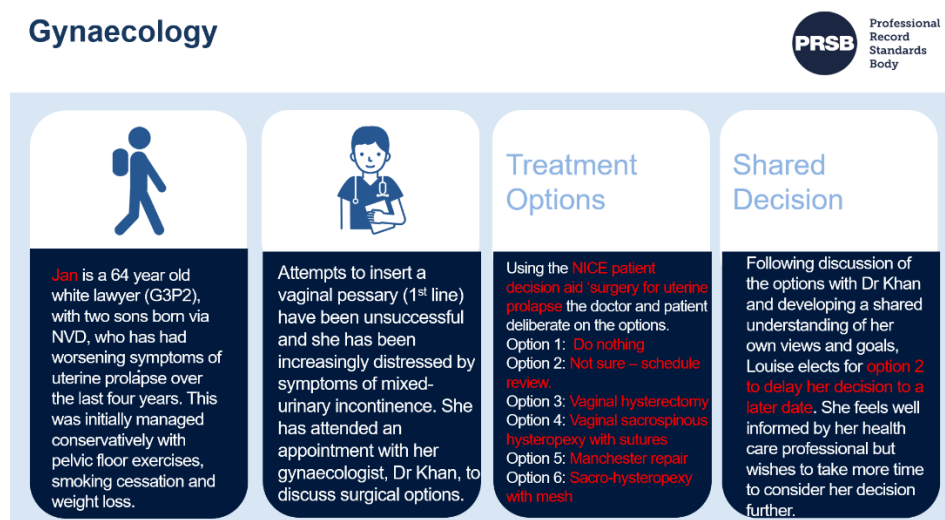 Gynaecology
PRSB
Professional
Record
Standards
Body
Jan is a 64 year old
white lawyer (G3P2),
with two sons born via
NVD, who has had
worsening symptoms of
uterine prolapse over
the last four years. This
was initially managed
conservatively with
pelvic floor exercises,
smoking cessation and
weight loss.
Attempts to insert a
vaginal pessary (1st line)
have been unsuccessful
and she has been
increasingly distressed by
symptoms of mixed-
urinary incontinence. She
has attended an
appointment with her
gynaecologist, Dr Khan, to
discuss surgical options.
Treatment
Options
Using the NICE patient
decision aid ‘surgery for uterine
prolapse the doctor and patient
deliberate on the options.
Option 1: Do nothing
Option 2: Not sure – schedule
review.
Option 3: Vaginal hysterectomy
Option 4: Vaginal sacrospinous
hysteropexy with sutures
Option 5: Manchester repair
Option 6: Sacro-hysteropexy
with mesh
Shared
Decision
Following discussion of
the options with Dr Khan
and developing a shared
understanding of her
own views and goals,
Louise elects for option 2
to delay her decision to a
later date. She feels well
informed by her health
care professional but
wishes to take more time
to consider her decision
further.